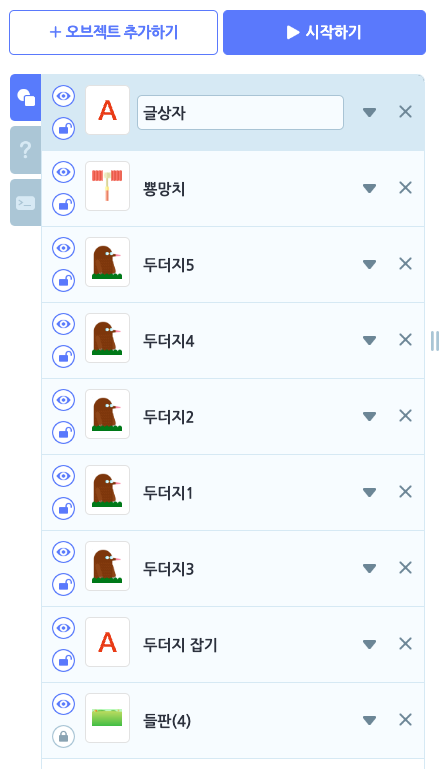 + 오브젝트 추가하기
▶ 시작하기
A 글상자
?
뿅망치
>_
두더지5
두더지4
두더지2
두더지1
두더지3
A 두더지 잡기
들판(4)